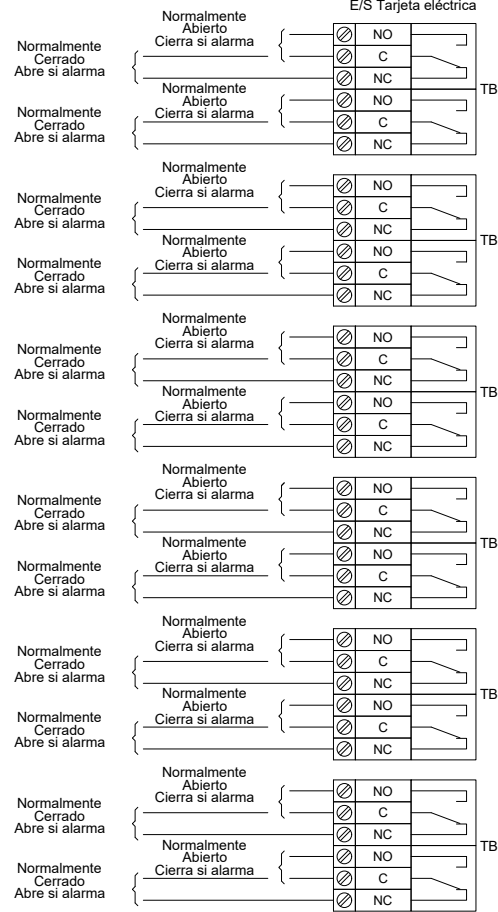 E/S Tarjeta eléctrica
Normalmente
Abierto
Cierra si alarma
Normalmente
Cerrado
Abre si alarma
NO
C
NC
TB
Normalmente
Abierto
Cierra si alarma
Normalmente
Cerrado
Abre si alarma
NO
C
NC
Normalmente
Abierto
Cierra si alarma
Normalmente
Cerrado
Abre si alarma
NO
C
NC
TB
Normalmente
Abierto
Cierra si alarma
Normalmente
Cerrado
Abre si alarma
NO
C
NC
Normalmente
Abierto
Cierra si alarma
Normalmente
Cerrado
Abre si alarma
NO
C
NC
TB
Normalmente
Abierto
Cierra si alarma
Normalmente
Cerrado
Abre si alarma
NO
C
NC
Normalmente
Abierto
Cierra si alarma
Normalmente
Cerrado
Abre si alarma
NO
C
NC
TB
Normalmente
Abierto
Cierra si alarma
Normalmente
Cerrado
Abre si alarma
NO
C
NC
Normalmente
Abierto
Cierra si alarma
Normalmente
Cerrado
Abre si alarma
NO
C
NC
TB
Normalmente
Abierto
Cierra si alarma
Normalmente
Cerrado
Abre si alarma
NO
C
NC
Normalmente
Abierto
Cierra si alarma
Normalmente
Cerrado
Abre si alarma
NO
C
NC
TB
Normalmente
Abierto
Cierra si alarma
Normalmente
Cerrado
Abre si alarma
NO
C
NC